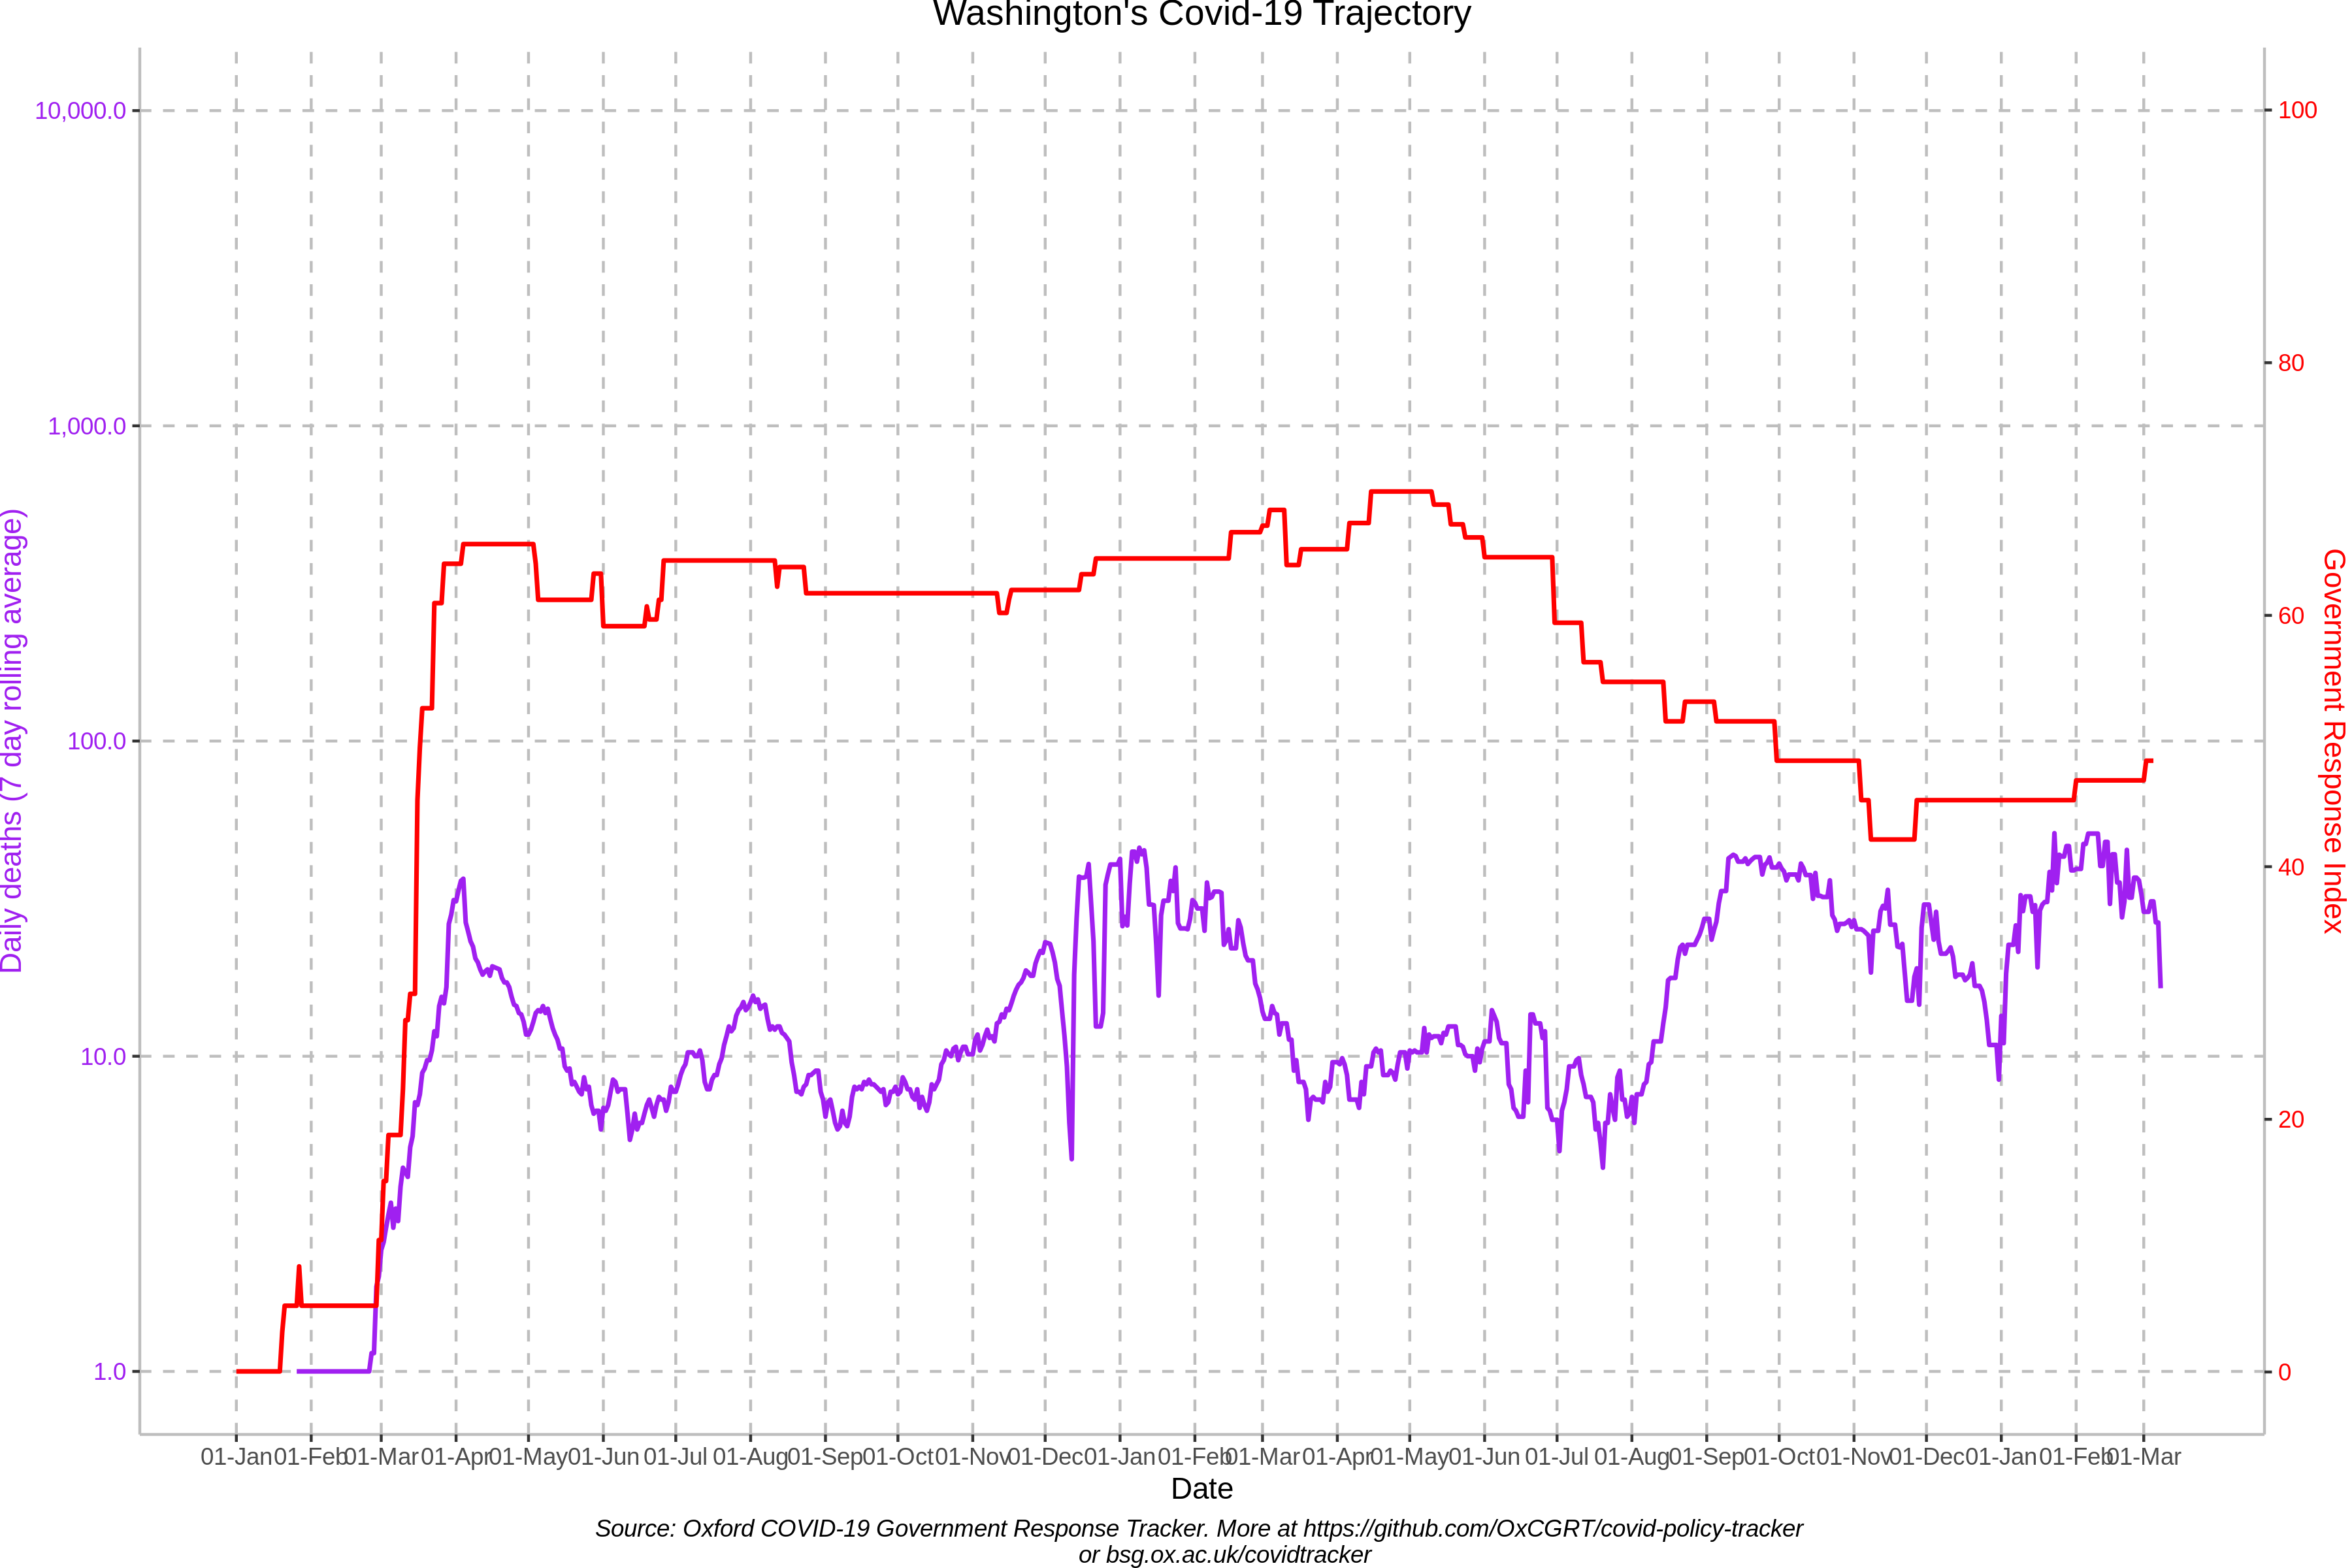 Washington's Covid-19 Trajectory
10,000.0
1,000.0
100.0
10.0
1.0
Daily deaths (7 day rolling average)
100
80
60
40
20
0
Government Response Index
01-Jan 01-Feb 01-Mar 01-Apr 01-May 01-Jun 01-Jul 01-Aug 01-Sep 01-Oct 01-Nov 01-Dec 01-Jan 01-Feb 01-Mar 01-Apr 01-May 01-Jun 01-Jul 01-Aug 01-Sep 01-Oct 01-Nov 01-Dec 01-Jan 01-Feb 01-Mar
Date
Source: Oxford COVID-19 Government Response Tracker. More at https://github.com/OxCGRT/covid-policy-tracker
or bsg.ox.ac.uk/covidtracker